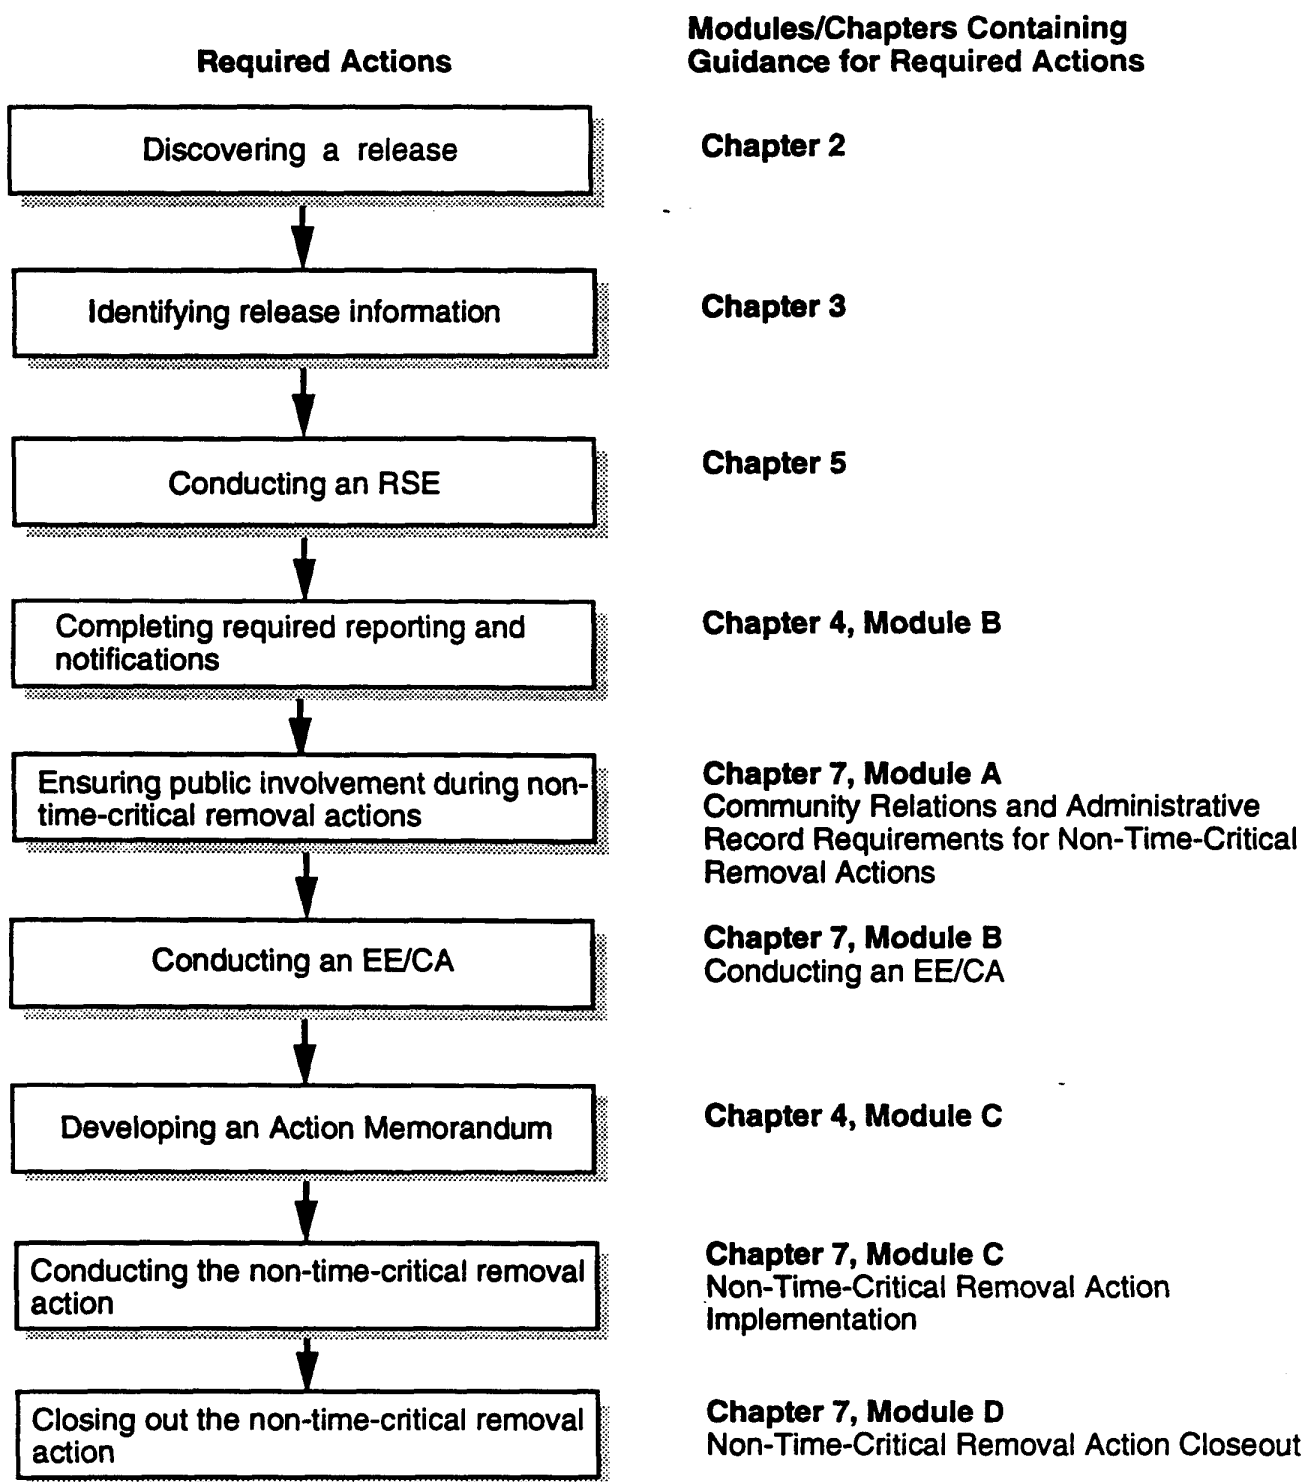 Required Actions
Modules/Chapters Containing
Guidance for Required Actions
Discovering a release
Chapter 2
Identifying release information
Chapter 3
Conducting an RSE
Chapter 5
Completing required reporting and
notifications
Chapter 4, Module B
Ensuring public involvement during non-
time-critical removal actions
Chapter 7, Module A
Community Relations and Administrative
Record Requirements for Non-Time-Critical
Removal Actions
Conducting an EE/CA
Chapter 7, Module B
Conducting an EE/CA
Developing an Action Memorandum
Chapter 4, Module C
Conducting the non-time-critical removal
action
Chapter 7, Module C
Non-Time-Critical Removal Action
Implementation
Closing out the non-time-critical removal
action
Chapter 7, Module D
Non-Time-Critical Removal Action Closeout